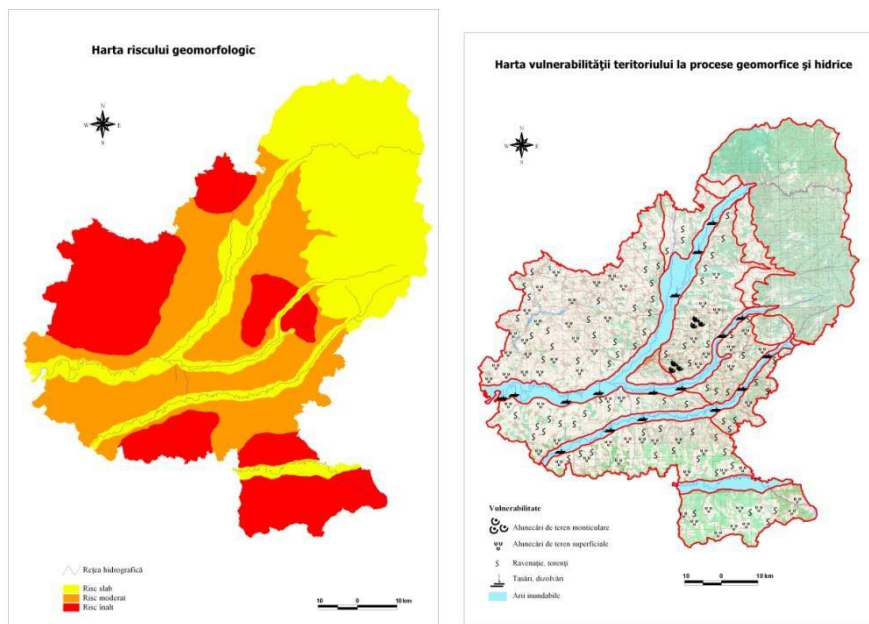 Harta riscului geomorfologic
N
W E
S
Rețea hidrografică
Risc slab
Risc moderat
Risc înalt
10 0 10 km
Harta vulnerabilității teritoriului la procese geomorfice și hidrice
N
W E
S
Vulnerabilitate
Alunecări de teren monticulare
Alunecări de teren superficiale
Ravenație, torenți
Tasări, dizolvări
Arii inundabile
10 0 10 km